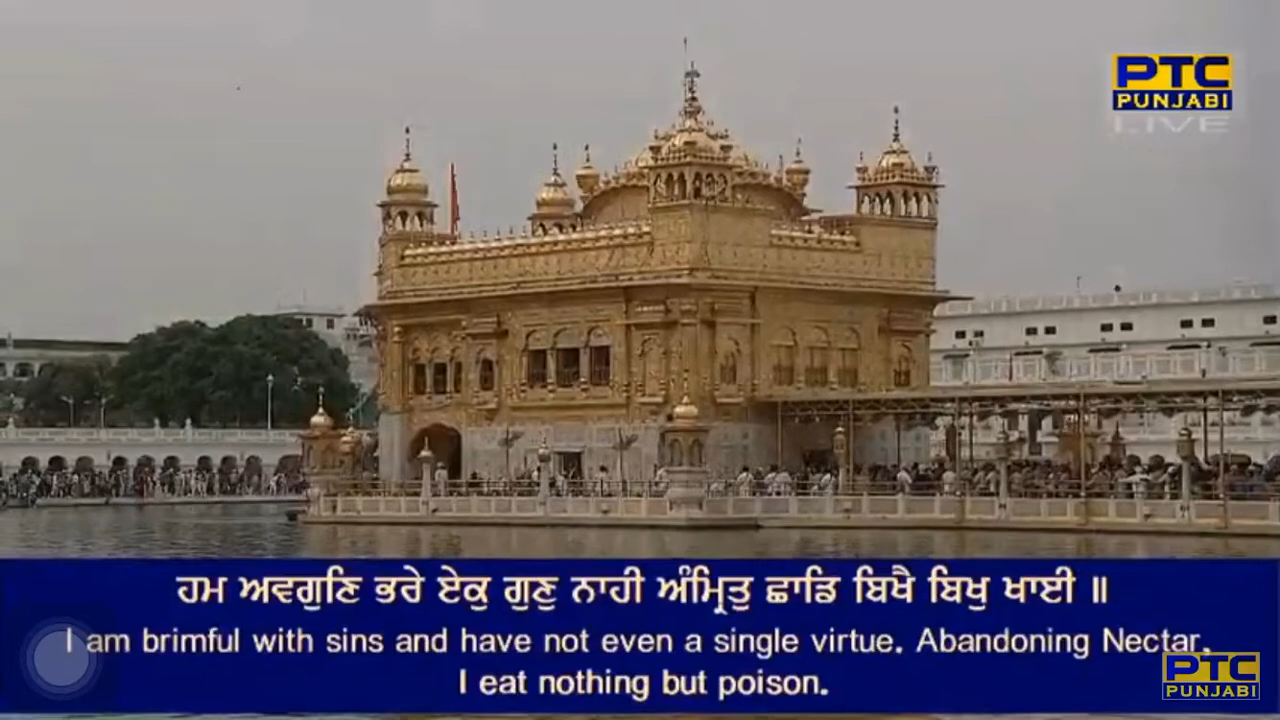 PTC
PUNJABI
LIVE
ਹਮ ਅਵਗੁਣਿ ਭਰੇ ਏਕੁ ਗੁਣੁ ਨਾਹੀ ਅੰਮ੍ਰਿਤੁ ਛਾਡਿ ਬਿਖੈ ਬਿਖੁ ਖਾਈ ॥
I am brimful with sins and have not even a single virtue. Abandoning Nectar,
I eat nothing but poison.
PTC
PUNJABI